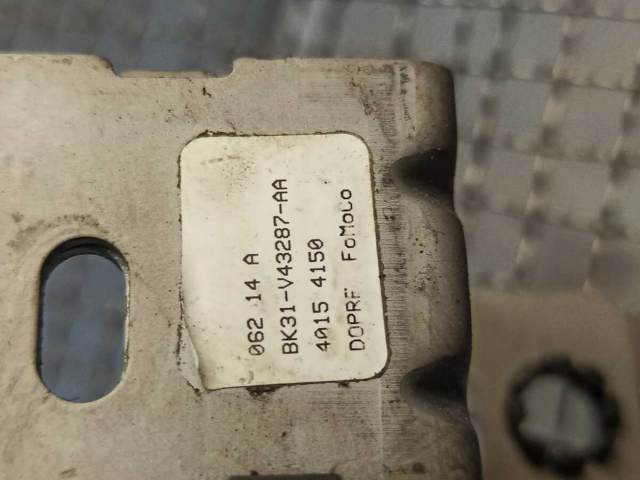 062 14 A
BK31-V43287-AA
4015 4150
DOPRF FoMoCo